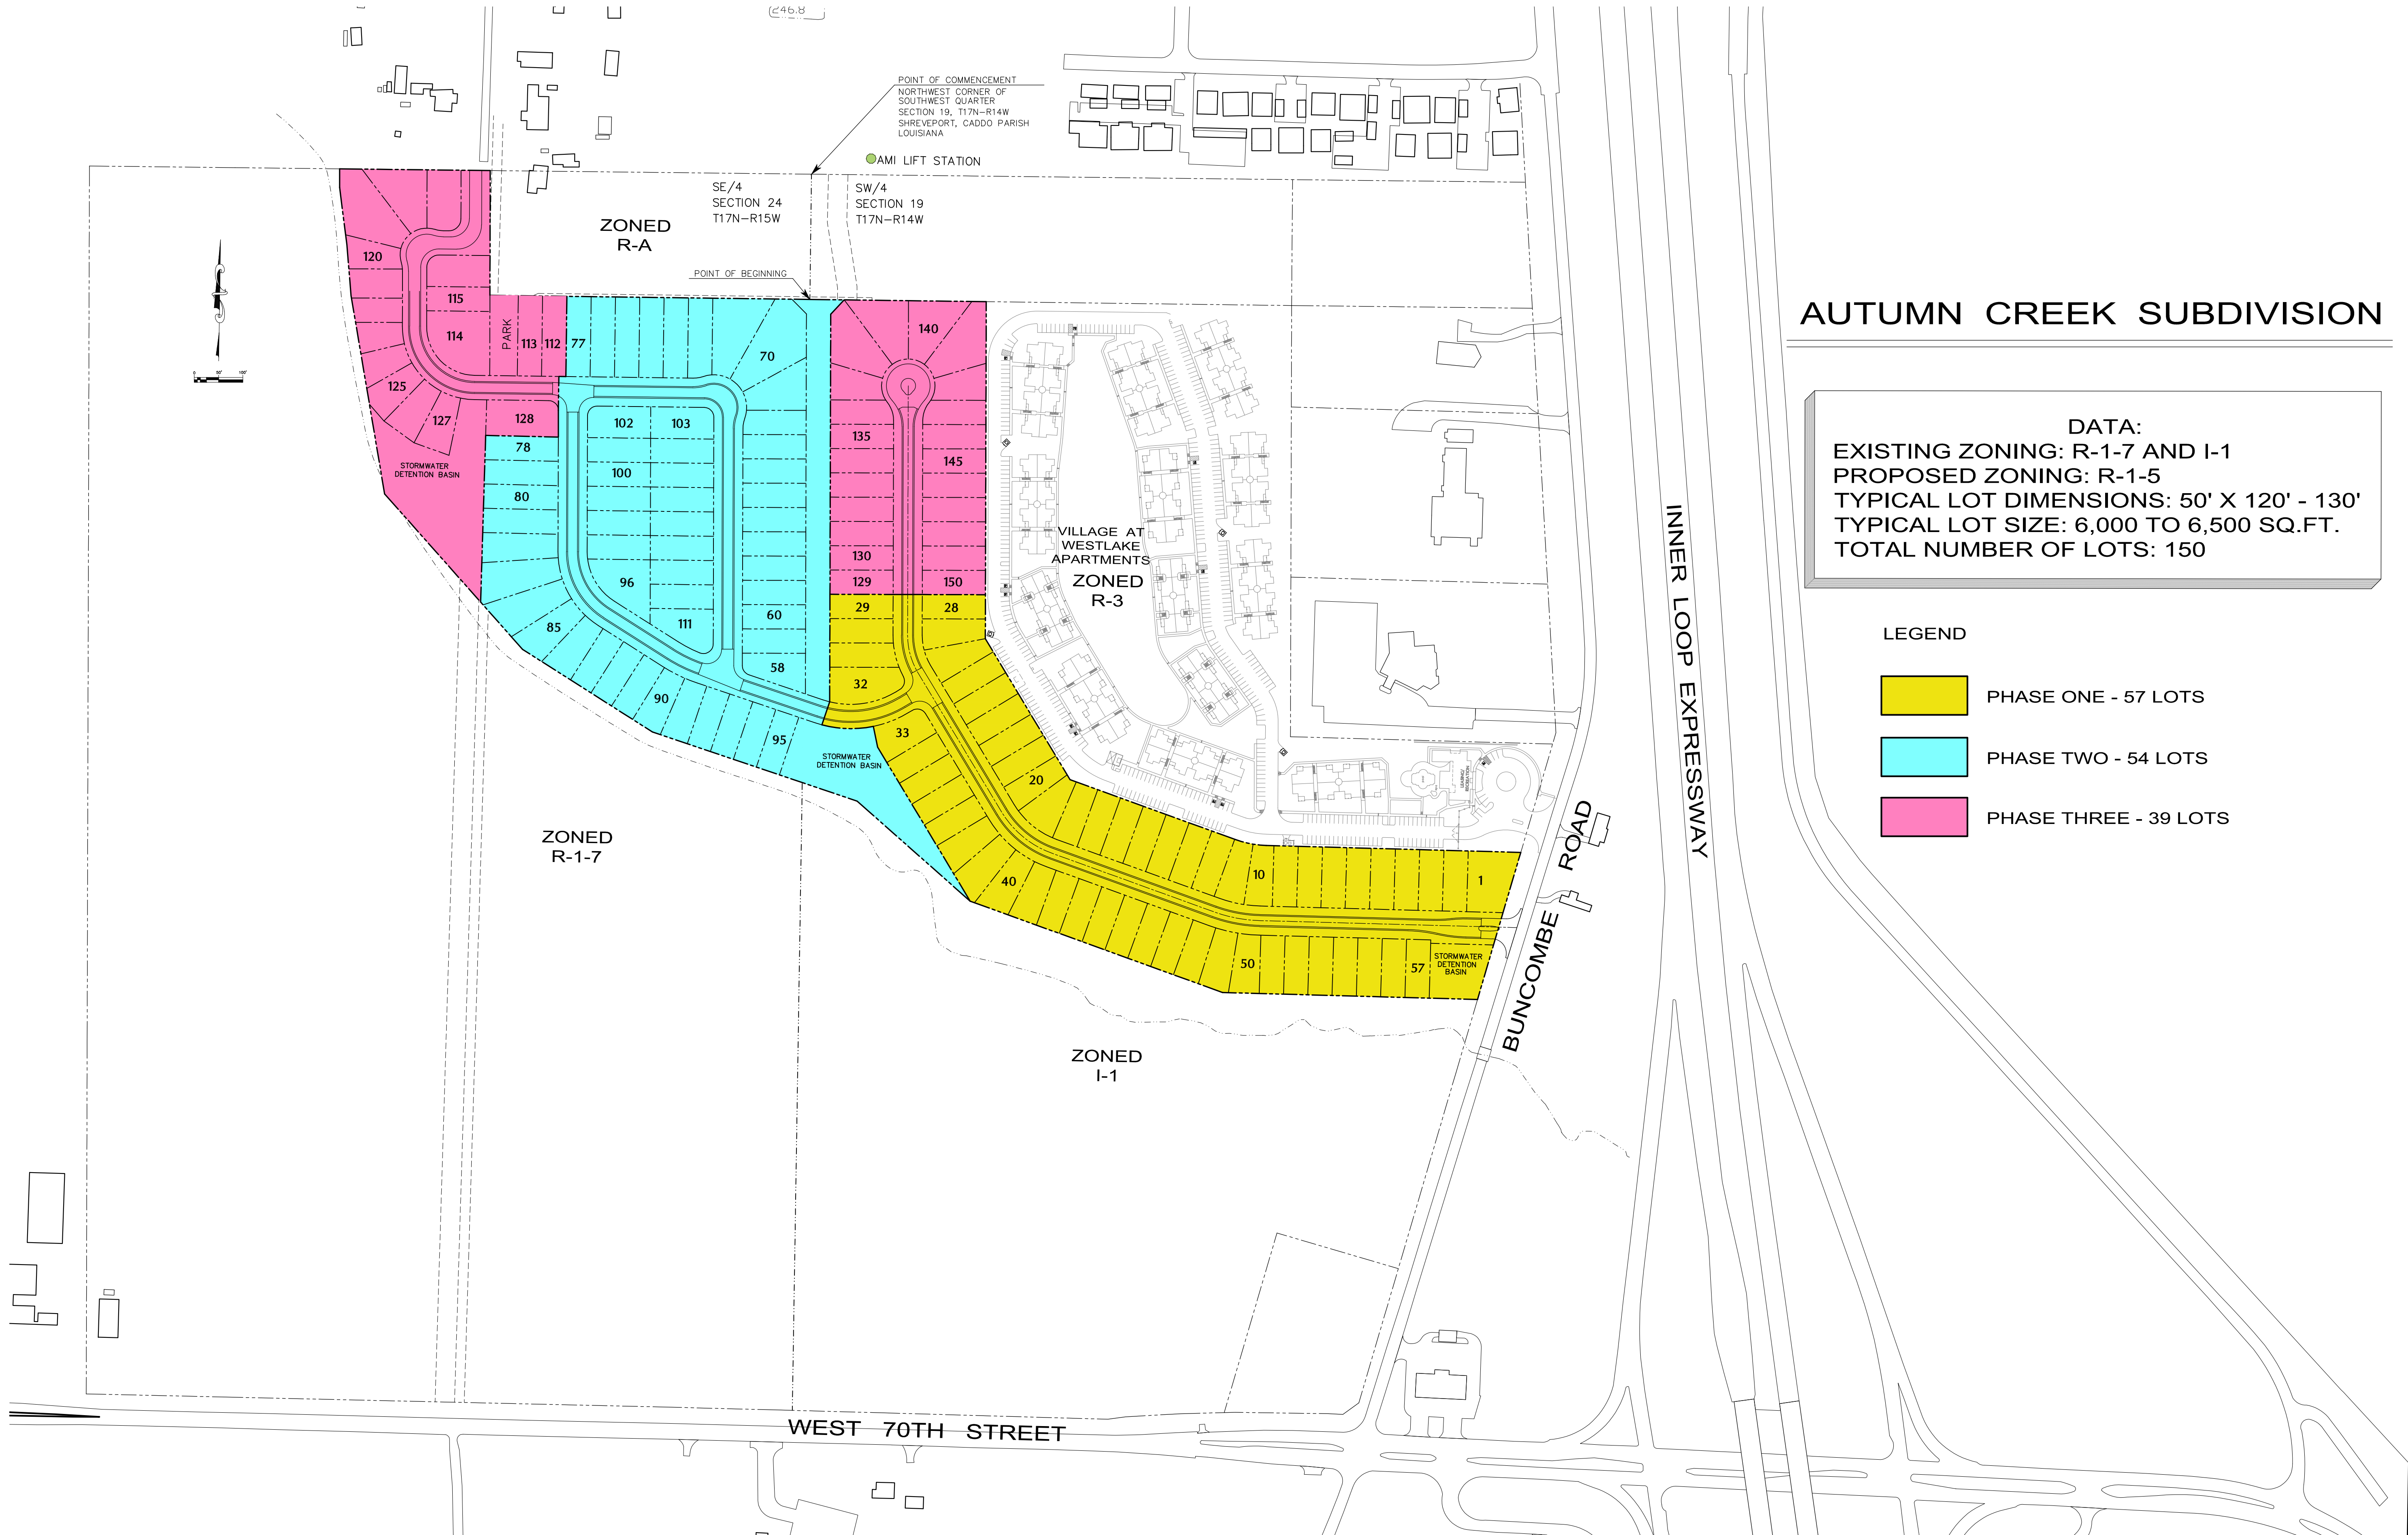 246.8
POINT OF COMMENCEMENT
NORTHWEST CORNER OF
SOUTHWEST QUARTER
SECTION 19, T17N-R14W
SHREVEPORT, CADDO PARISH
LOUISIANA
AMI LIFT STATION
SE/4
SECTION 24
T17N-R15W
SW/4
SECTION 19
T17N-R14W
ZONED
R-A
POINT OF BEGINNING
0 50' 100'
AUTUMN CREEK SUBDIVISION
DATA:
EXISTING ZONING: R-1-7 AND I-1
PROPOSED ZONING: R-1-5
TYPICAL LOT DIMENSIONS: 50' X 120' - 130'
TYPICAL LOT SIZE: 6,000 TO 6,500 SQ.FT.
TOTAL NUMBER OF LOTS: 150
LEGEND
PHASE ONE - 57 LOTS
PHASE TWO - 54 LOTS
PHASE THREE - 39 LOTS
120
115
114
PARK
113
112
77
70
140
125
127
128
102
103
135
145
78
100
80
STORMWATER
DETENTION BASIN
130
129
150
96
111
60
58
29
28
85
90
95
32
33
STORMWATER
DETENTION BASIN
20
40
10
1
50
57
STORMWATER
DETENTION
BASIN
VILLAGE AT
WESTLAKE
APARTMENTS
ZONED
R-3
LEASING/
RECREATION
INNER LOOP EXPRESSWAY
BUNCOMBE ROAD
ZONED
R-1-7
ZONED
I-1
WEST 70TH STREET